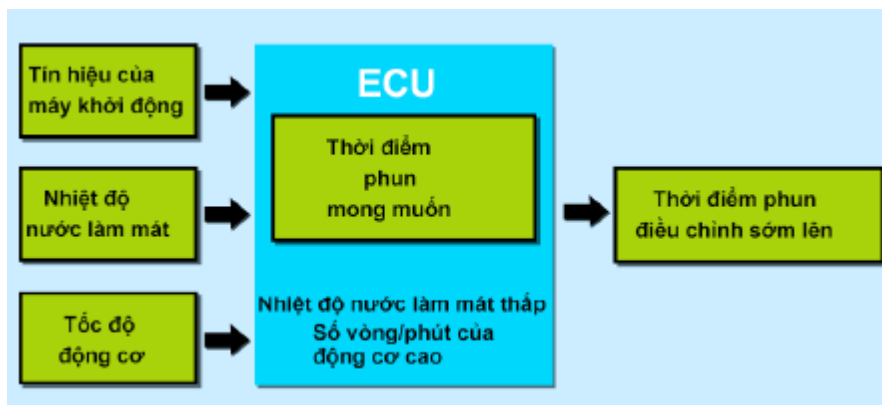 Tín hiệu của
máy khởi động
Nhiệt độ
nước làm mát
Tốc độ
động cơ
ECU
Thời điểm
phun
mong muốn
Nhiệt độ nước làm mát thấp
Số vòng/phút của
động cơ cao
Thời điểm phun
điều chỉnh sớm lên